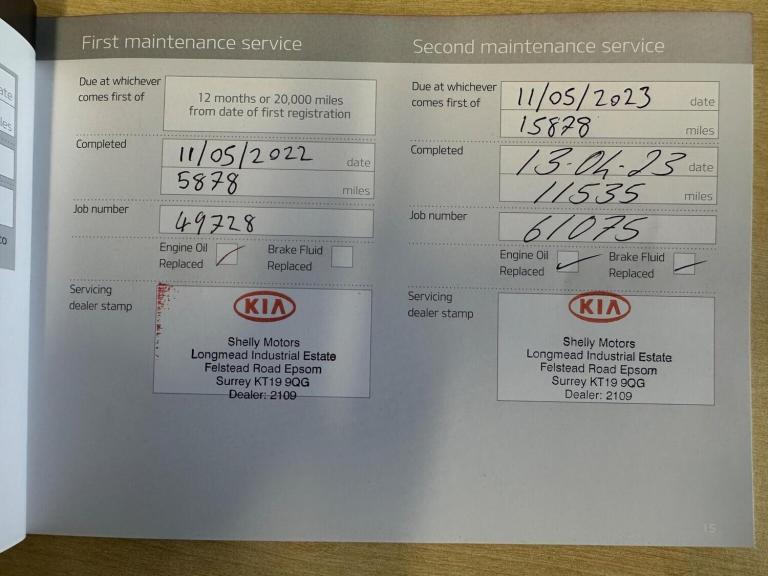 First maintenance service
Due at whichever
comes first of
12 months or 20,000 miles
from date of first registration
Completed
11/05/2022 date
5878 miles
Job number
49728
Engine Oil
Replaced
Brake Fluid
Replaced
Servicing
dealer stamp
KIA
Shelly Motors
Longmead Industrial Estate
Felstead Road Epsom
Surrey KT19 9QG
Dealer: 2109
Second maintenance service
Due at whichever
comes first of
11/05/2023 date
15878 miles
Completed
13-04-23 date
11535 miles
Job number
61075
Engine Oil
Replaced
Brake Fluid
Replaced
Servicing
dealer stamp
KIA
Shelly Motors
Longmead Industrial Estate
Felstead Road Epsom
Surrey KT19 9QG
Dealer: 2109
15